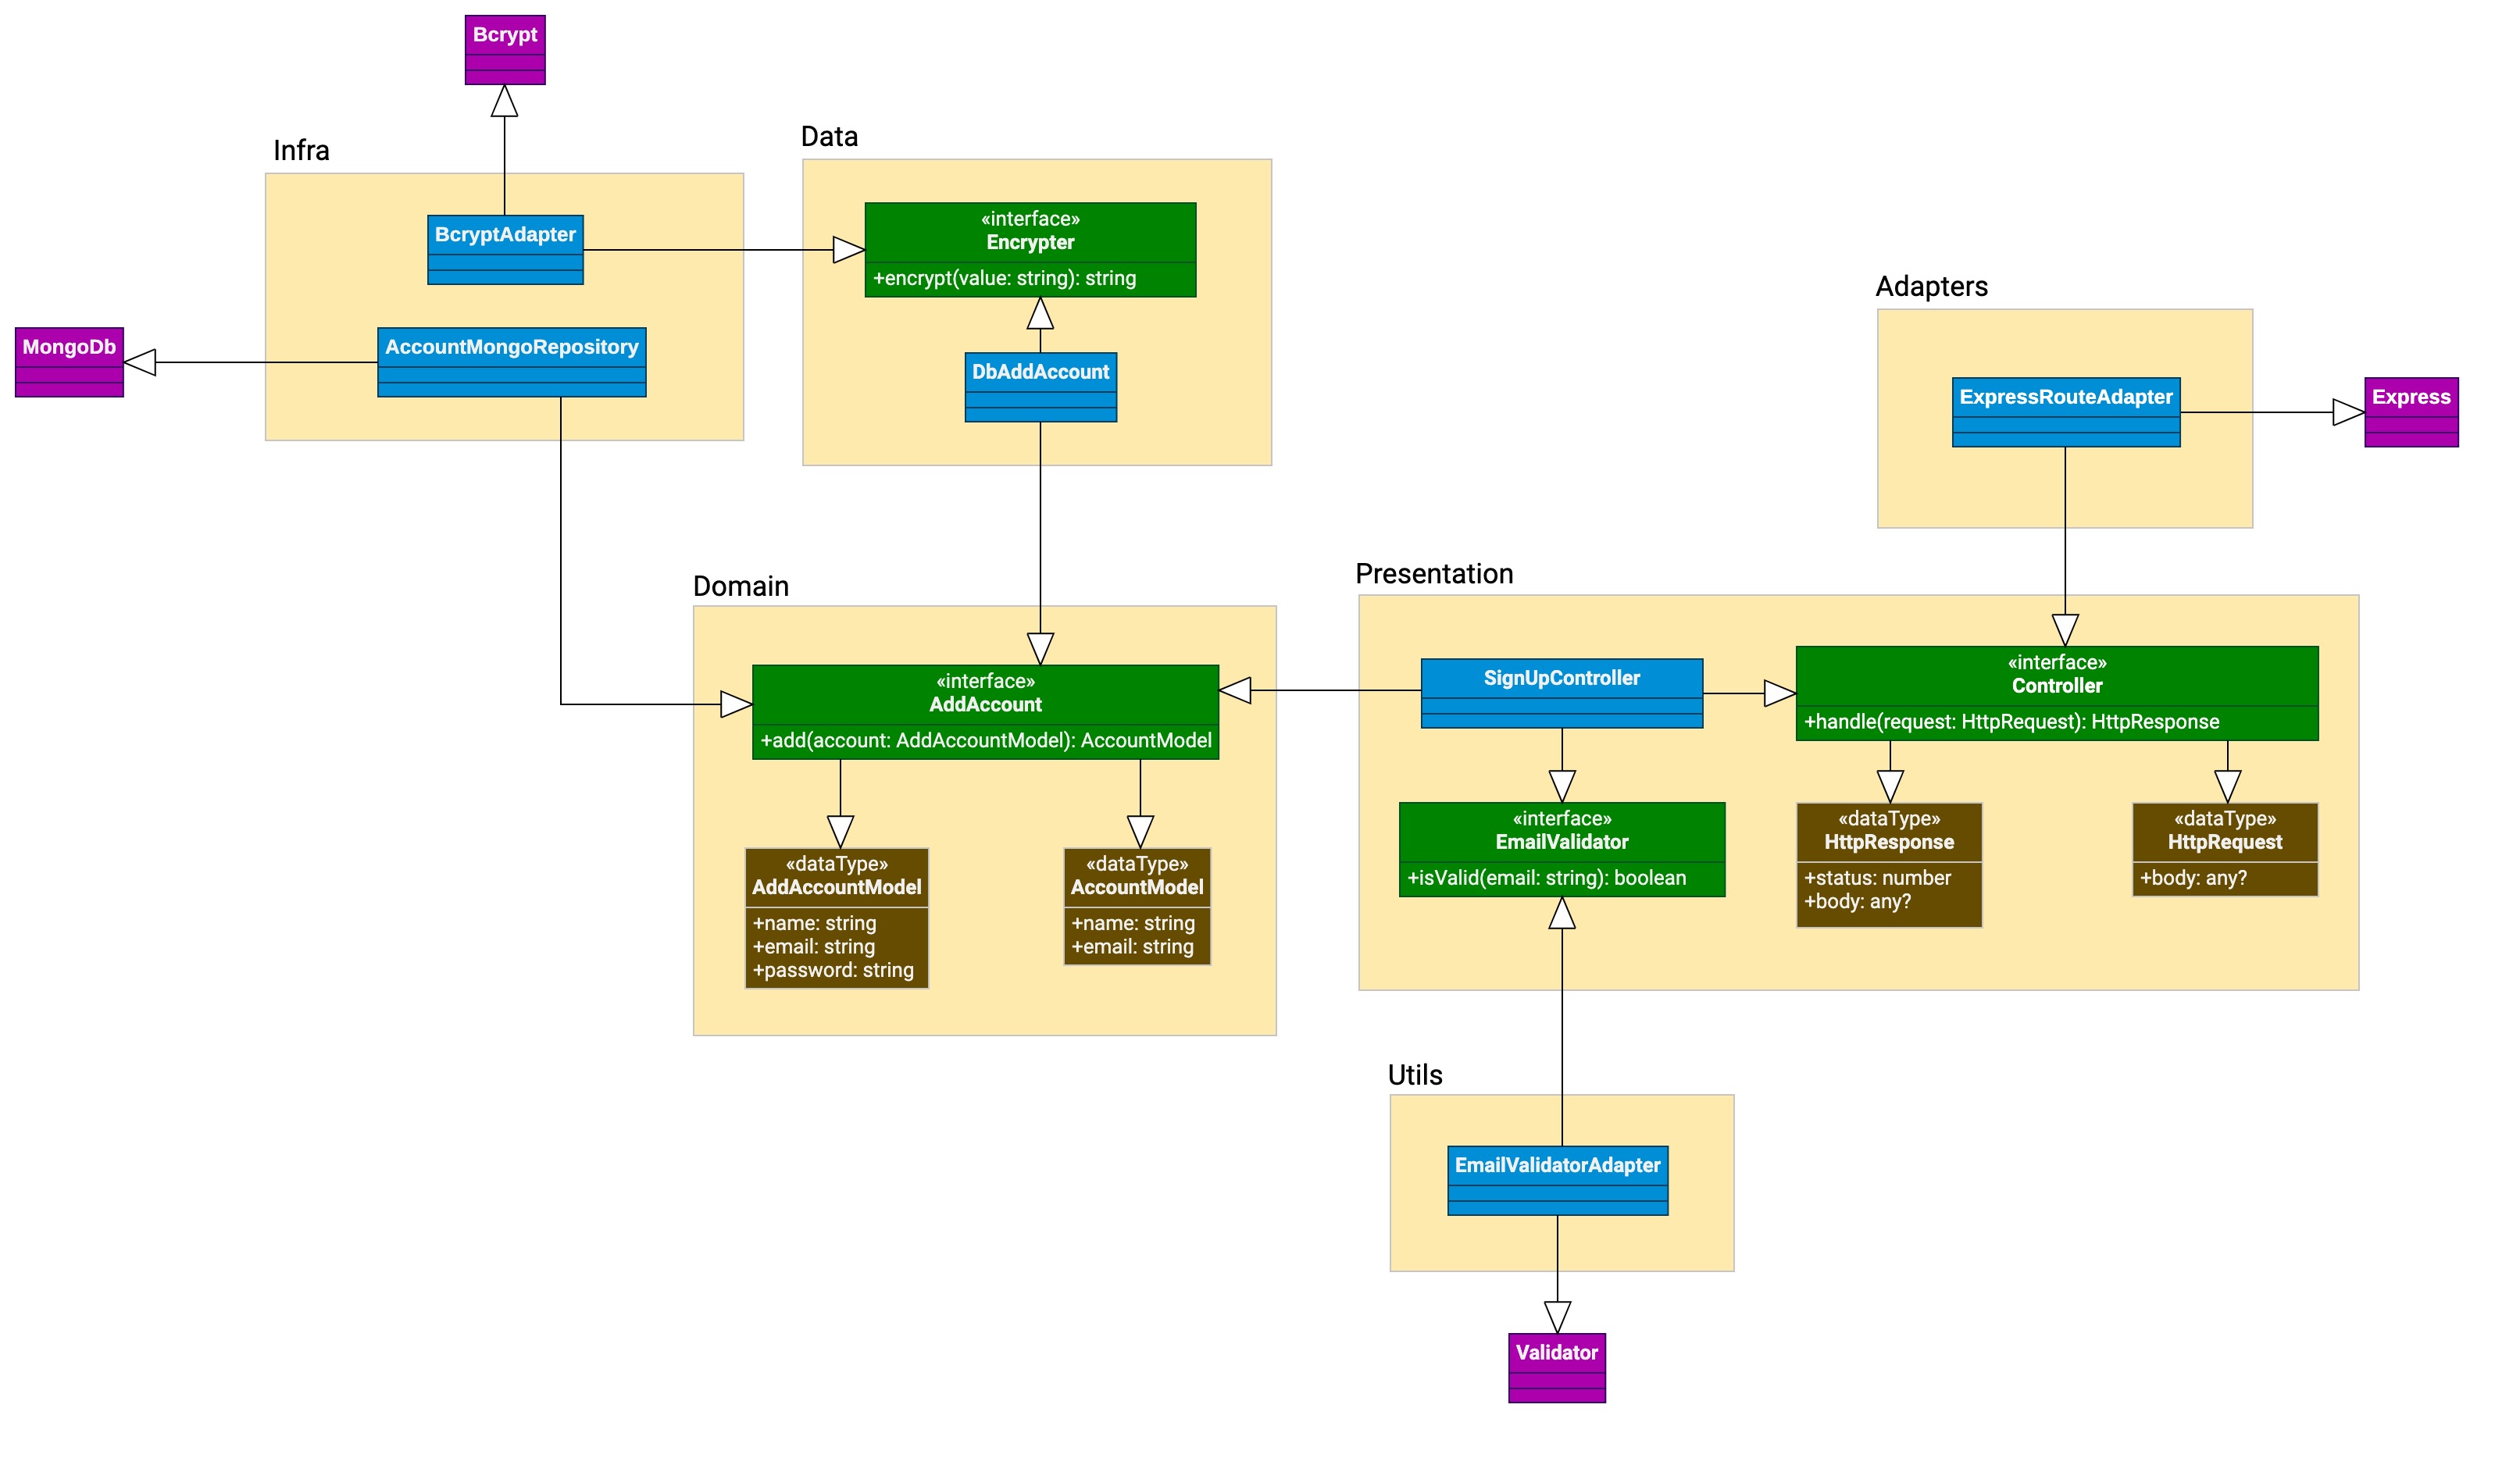 Bcrypt
Infra
BcryptAdapter
AccountMongoRepository
MongoDb
Data
«interface»
Encrypter
+encrypt(value: string): string
DbAddAccount
Adapters
ExpressRouteAdapter
Express
Domain
«interface»
AddAccount
+add(account: AddAccountModel): AccountModel
«dataType»
AddAccountModel
+name: string
+email: string
+password: string
«dataType»
AccountModel
+name: string
+email: string
Presentation
SignUpController
«interface»
Controller
+handle(request: HttpRequest): HttpResponse
«interface»
EmailValidator
+isValid(email: string): boolean
«dataType»
HttpResponse
+status: number
+body: any?
«dataType»
HttpRequest
+body: any?
Utils
EmailValidatorAdapter
Validator